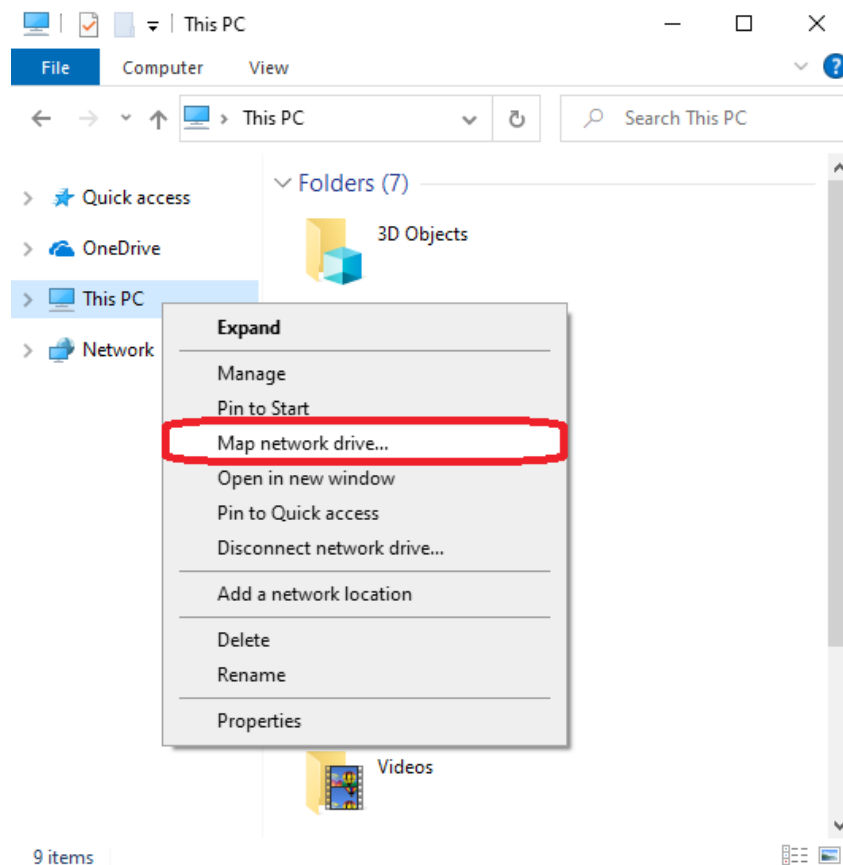 This PC
File Computer View
?
This PC
Search This PC
Quick access
OneDrive
This PC
Network
Folders (7)
3D Objects
Expand
Manage
Pin to Start
Map network drive...
Open in new window
Pin to Quick access
Disconnect network drive...
Add a network location
Delete
Rename
Properties
Videos
9 items